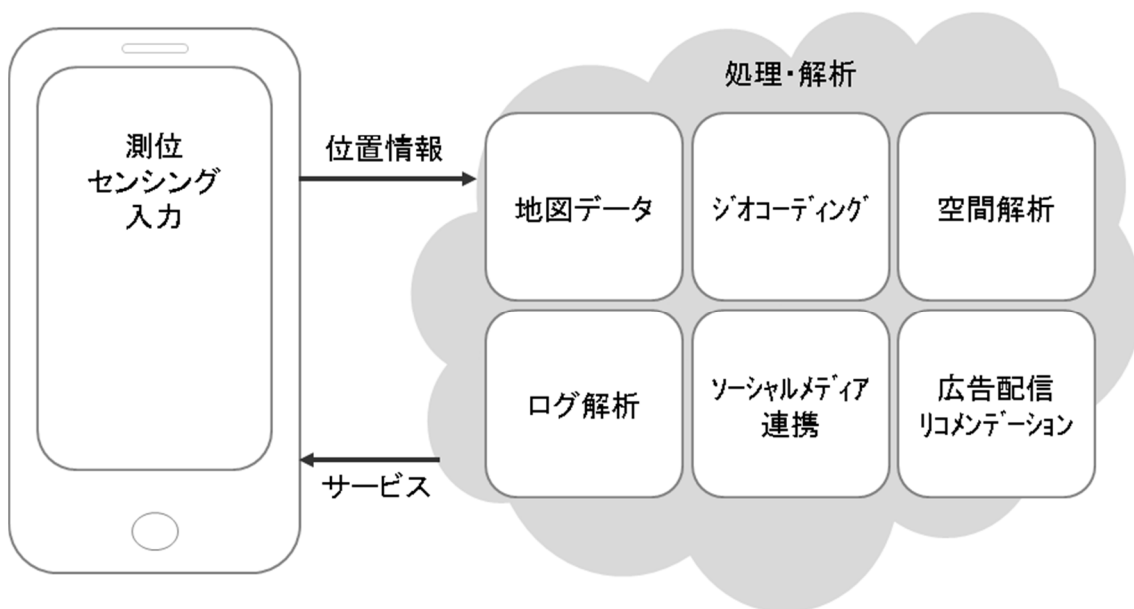 測位
センシング
入力
位置情報
サービス
処理・解析
地図データ
ジオコーディング
空間解析
ログ解析
ソーシャルメディア
連携
広告配信
リコメンデーション